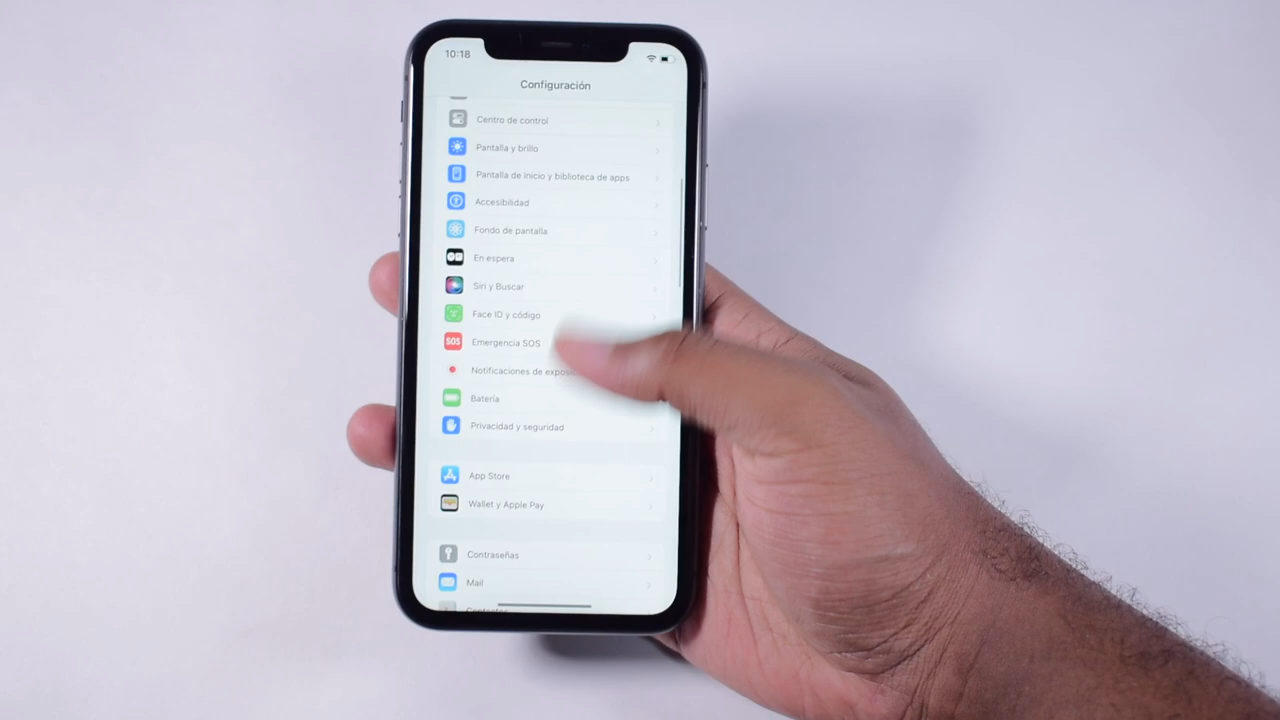 10:18
Configuración
Centro de control
Pantalla y brillo
Pantalla de inicio y biblioteca de apps
Accesibilidad
Fondo de pantalla
En espera
Siri y Buscar
Face ID y código
SOS Emergencia SOS
Notificaciones de
Batería
Privacidad y seguridad
App Store
Wallet y Apple Pay
Contraseñas
Mail